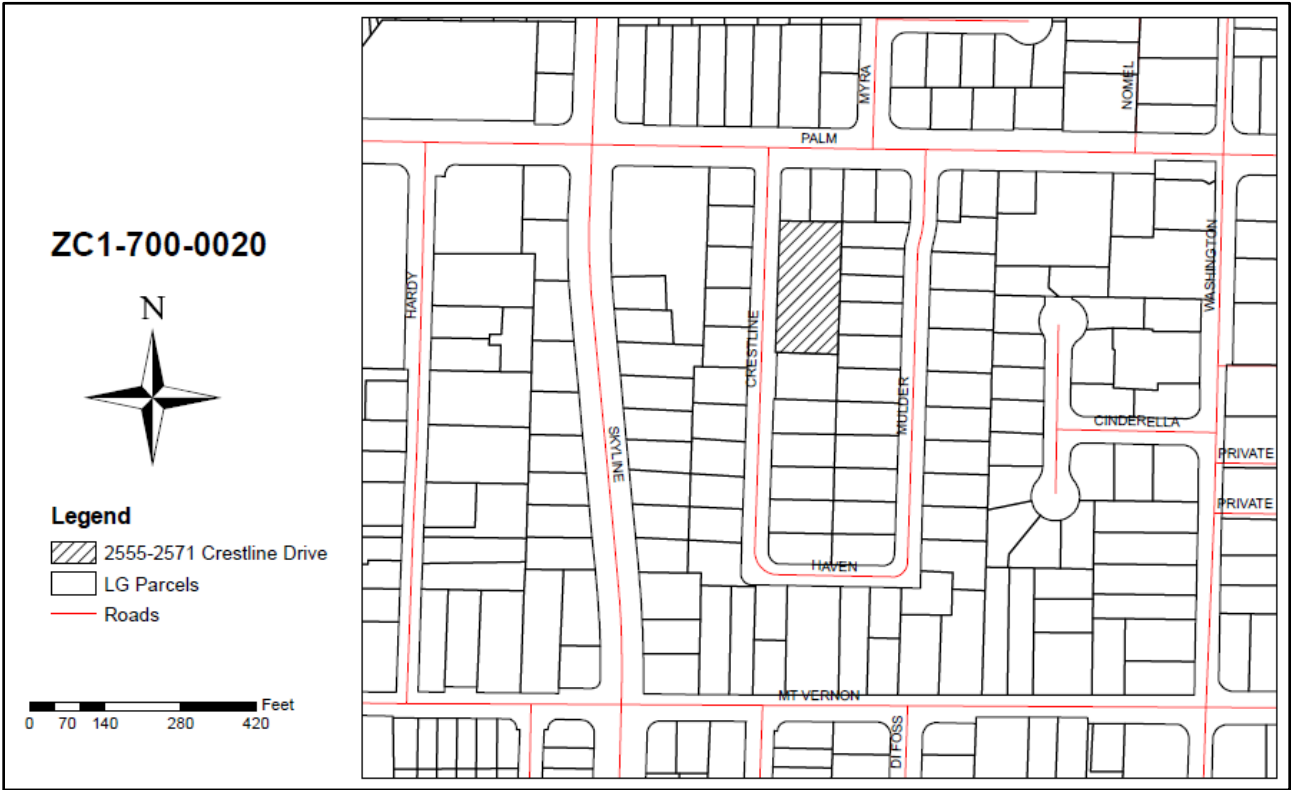 ZC1-700-0020
N
Legend
2555-2571 Crestline Drive
LG Parcels
Roads
Feet
0 70 140 280 420
MYRA
NOMEL
PALM
WASHINGTON
HARDY
CRESTLINE
MULDER
SKYLINE
CINDERELLA
PRIVATE
PRIVATE
HAVEN
MT VERNON
DI FOSS